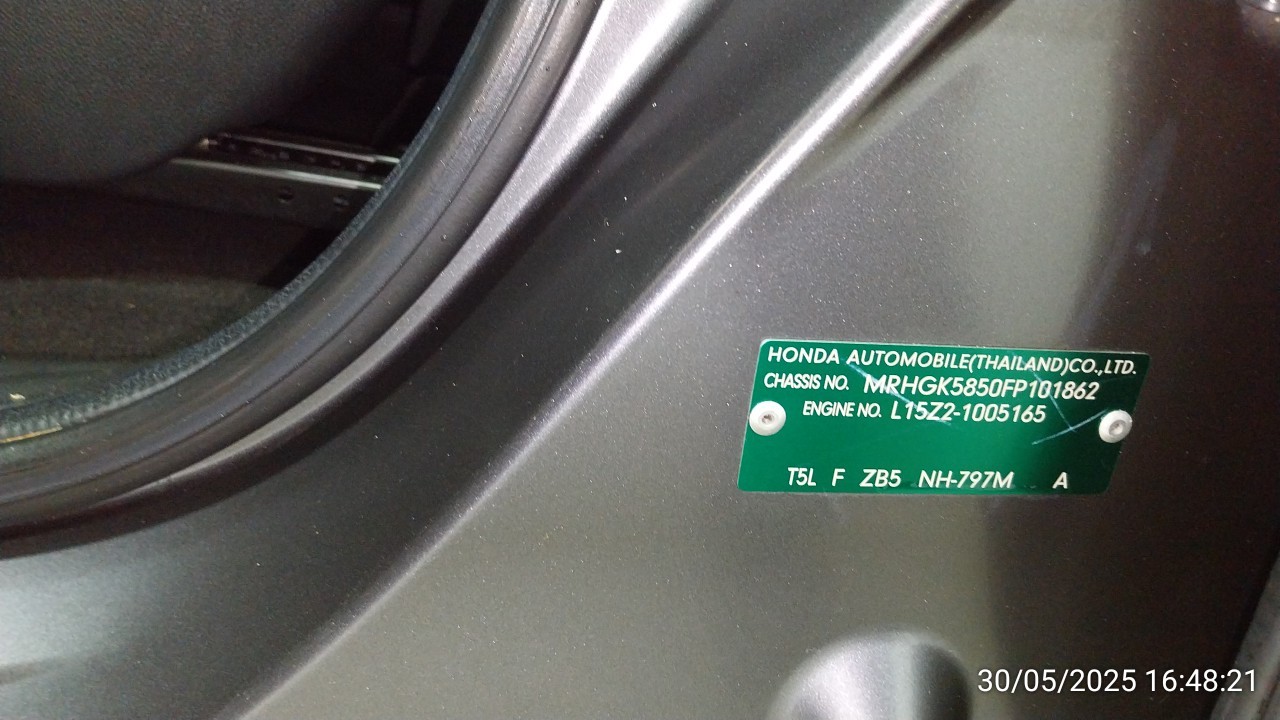 HONDA AUTOMOBILE(THAILAND)CO.,LTD.
CHASSIS NO. MRHGK5850FP101862
ENGINE NO. L15Z2-1005165
T5L F ZB5 NH-797M A
30/05/2025 16:48:21